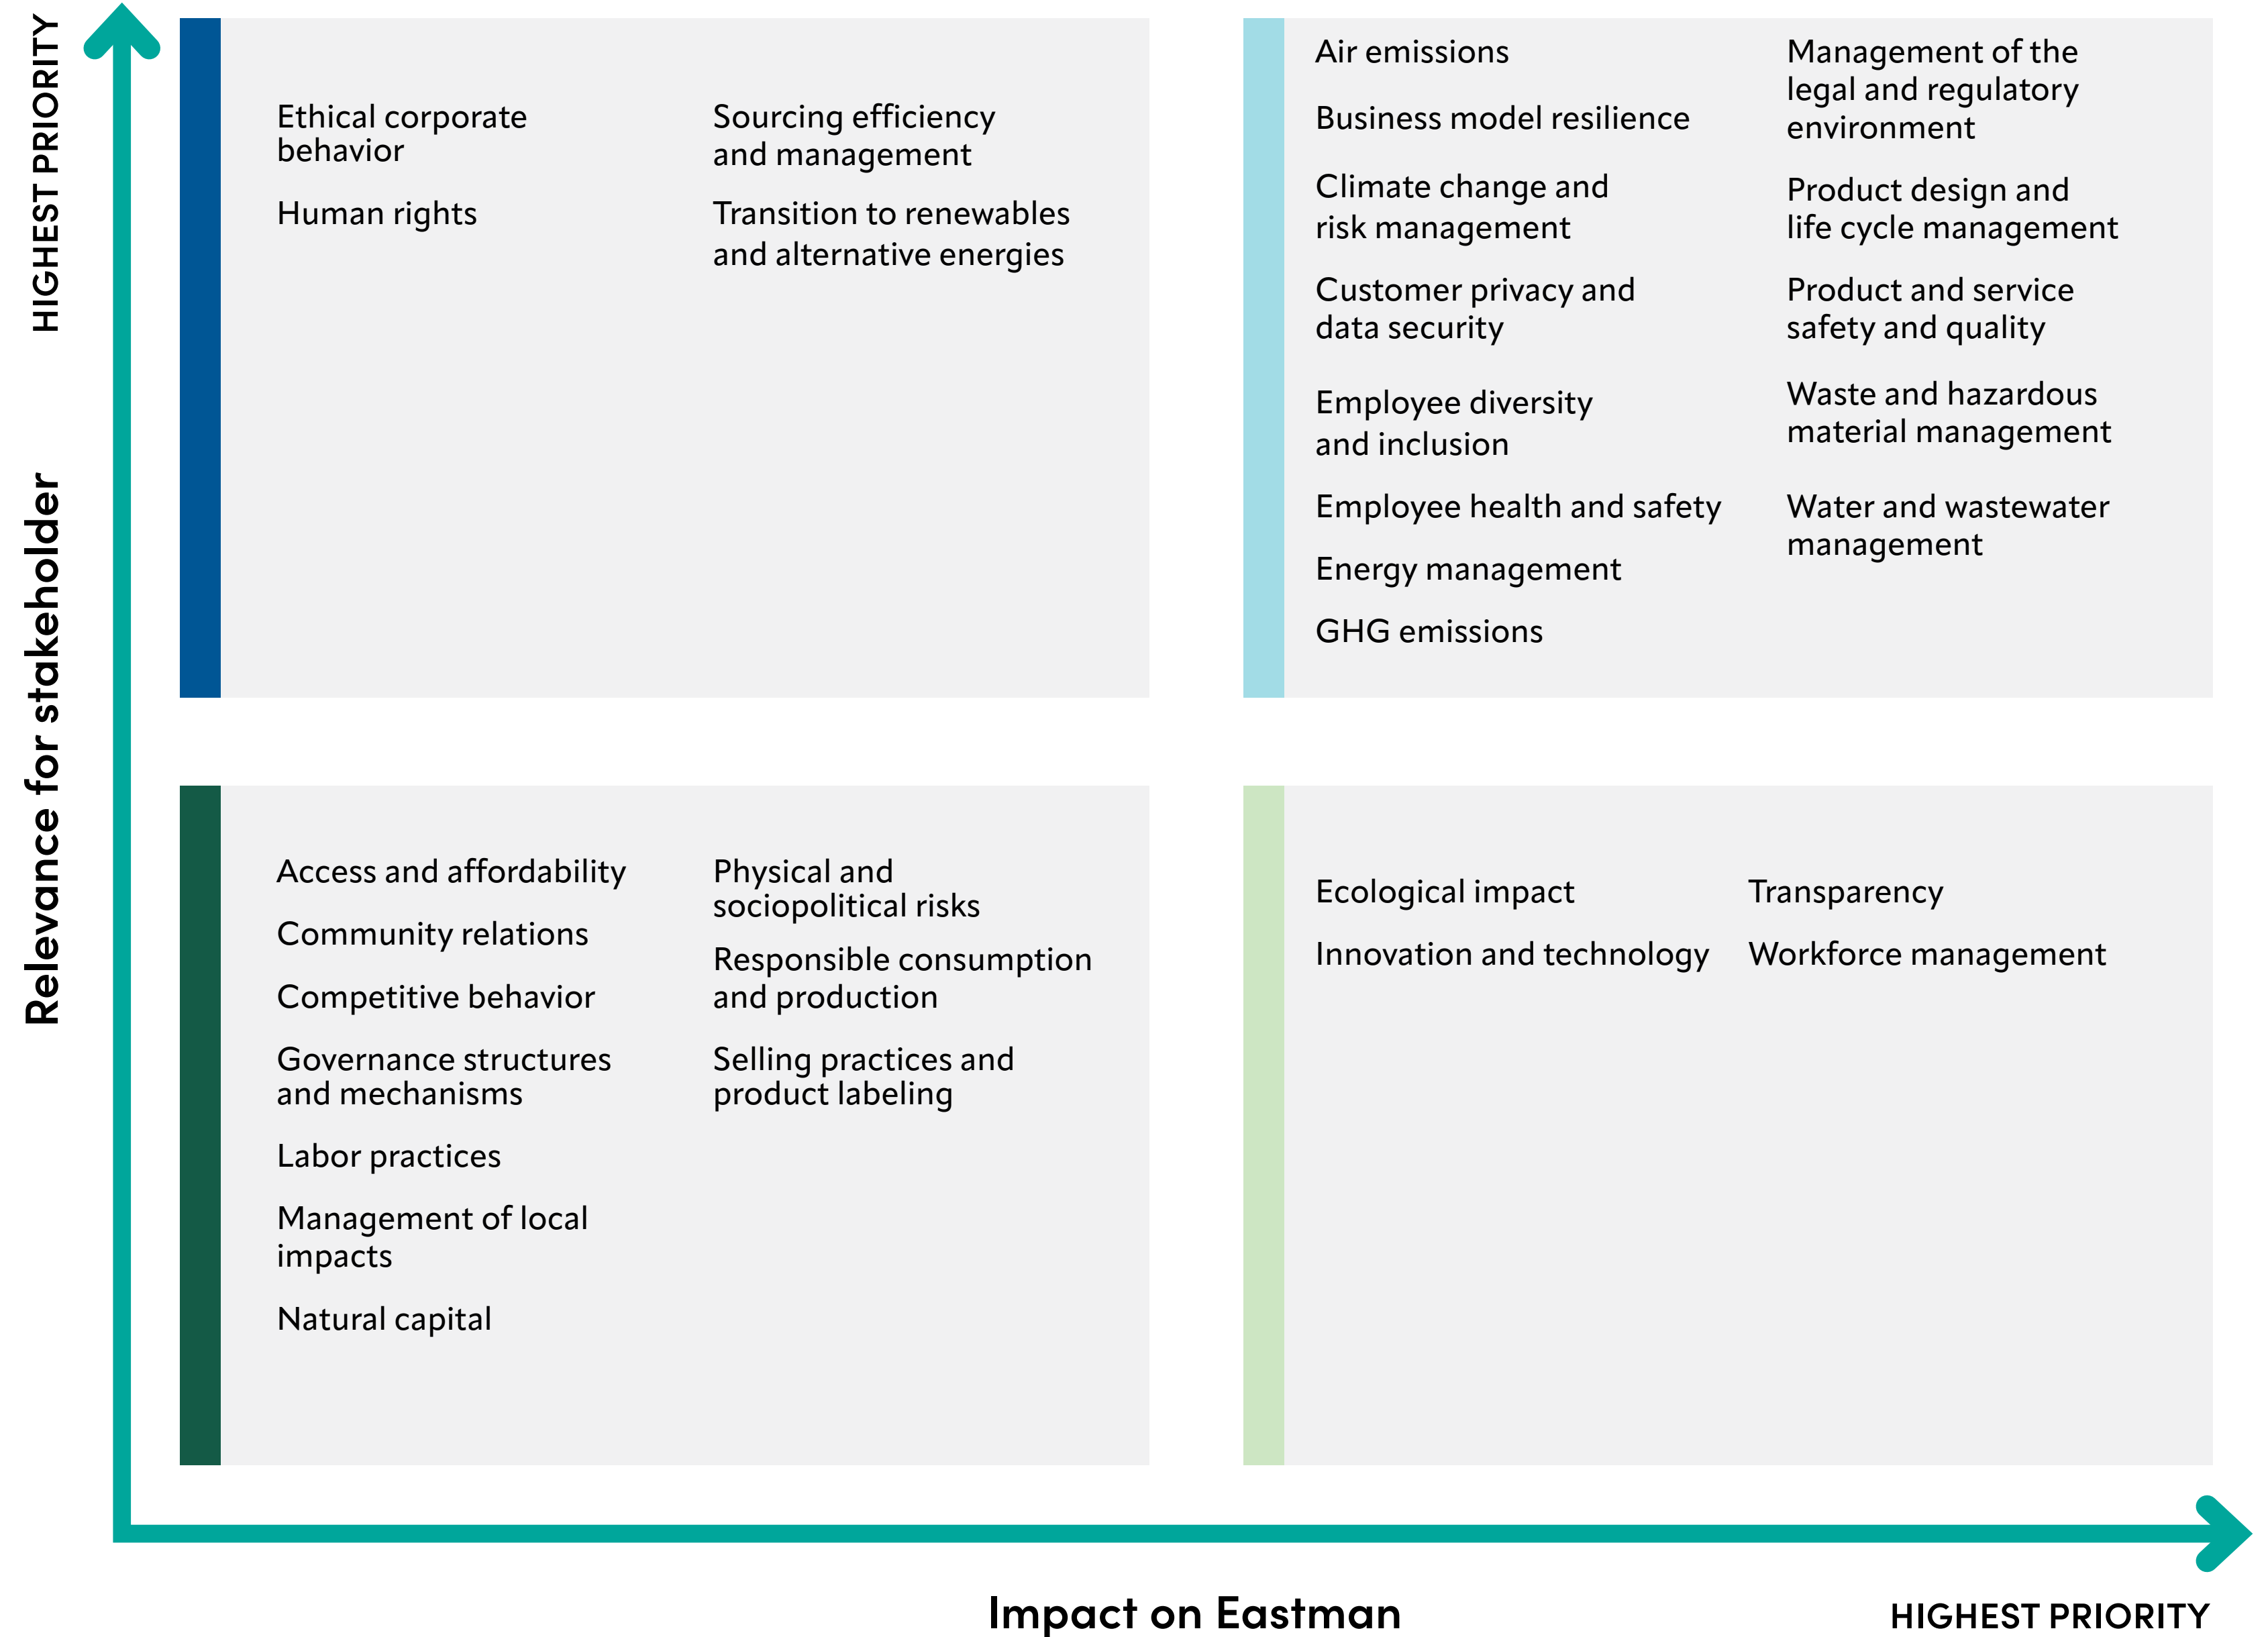 HIGHEST PRIORITY
Relevance for stakeholder
Ethical corporate
behavior
Human rights
Sourcing efficiency
and management
Transition to renewables
and alternative energies
Air emissions
Business model resilience
Climate change and
risk management
Customer privacy and
data security
Employee diversity
and inclusion
Employee health and safety
Energy management
GHG emissions
Management of the
legal and regulatory
environment
Product design and
life cycle management
Product and service
safety and quality
Waste and hazardous
material management
Water and wastewater
management
Access and affordability
Community relations
Competitive behavior
Governance structures
and mechanisms
Labor practices
Management of local
impacts
Natural capital
Physical and
sociopolitical risks
Responsible consumption
and production
Selling practices and
product labeling
Ecological impact
Innovation and technology
Transparency
Workforce management
Impact on Eastman
HIGHEST PRIORITY